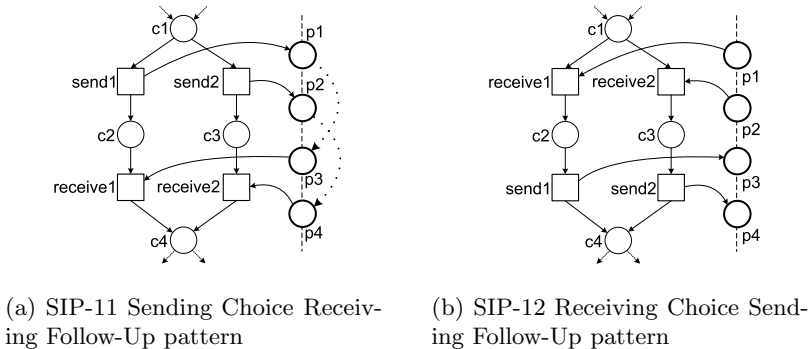 c1
p1
send1
send2
p2
c2
c3
receive1
receive2
p3
c4
p4
(a) SIP-11 Sending Choice Receiv-
ing Follow-Up pattern
c1
receive1
receive2
p1
p2
c2
c3
send1
send2
p3
c4
p4
(b) SIP-12 Receiving Choice Send-
ing Follow-Up pattern